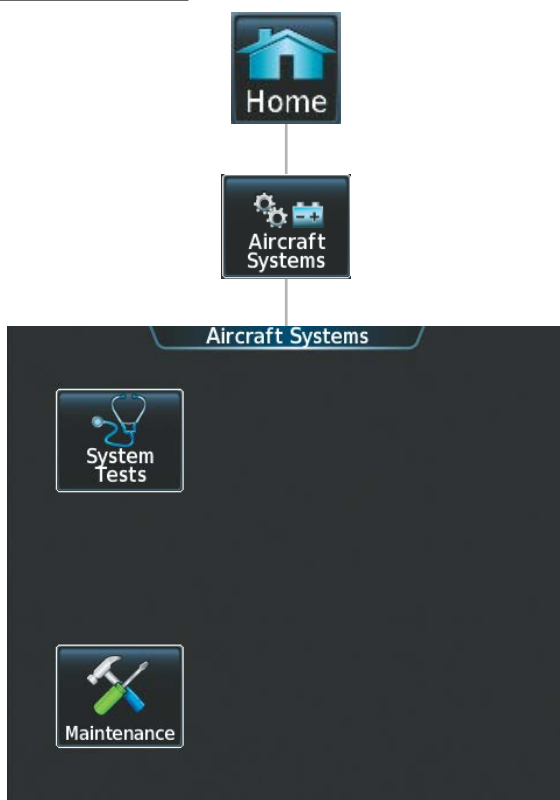 Home
Aircraft
Systems
Aircraft Systems
System
Tests
Maintenance